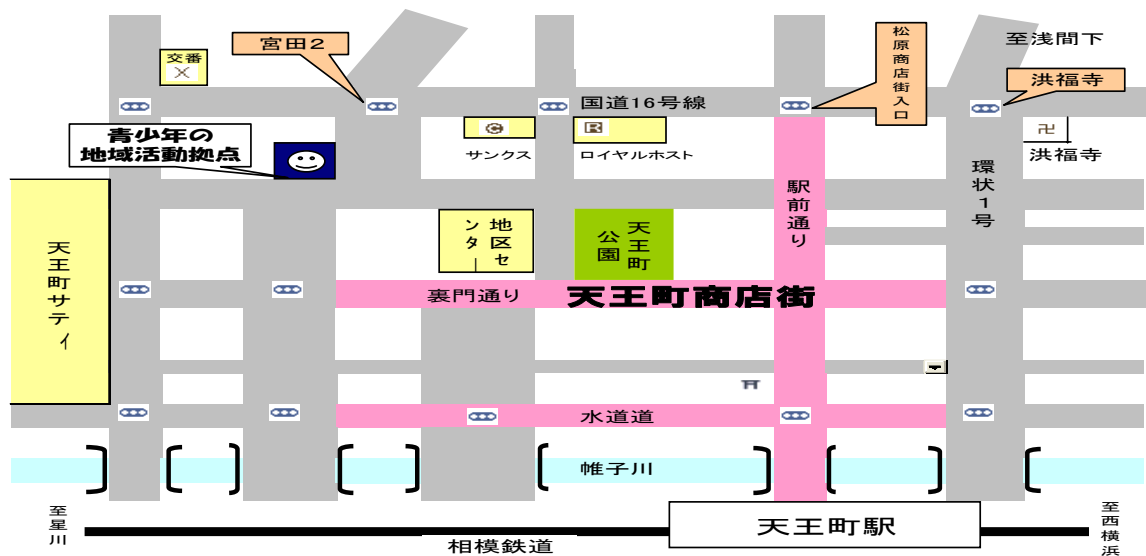 交番
宮田２
松原商店街入口
至浅間下
洪福寺
国道16号線
青少年の
地域活動拠点
サンクス
R
ロイヤルホスト
卍
洪福寺
環状1号
駅前通り
地区セ
ンター
天王町
公園
天王町サティ
裏門通り
天王町商店街
水道道
帷子川
至星川
天王町駅
至西横浜
相模鉄道